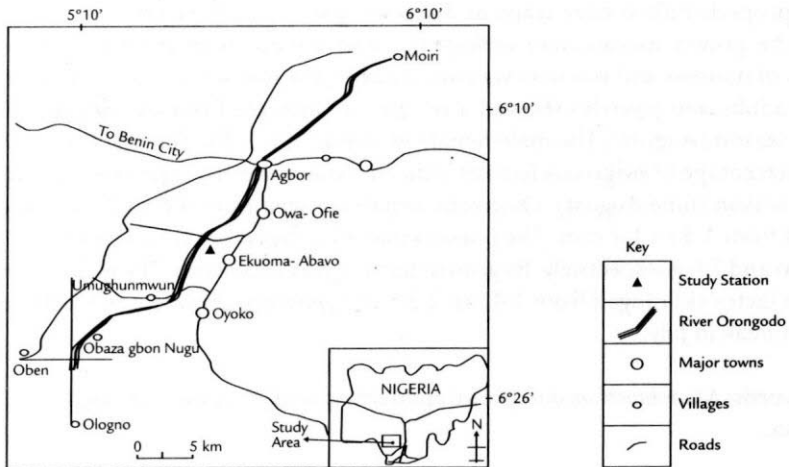 5°10'
6°10'
Moiri
6°10'
To Benin City
Agbor
Owa- Ofie
Ekuoma- Abavo
Umughunmwun
Oyoko
Obaza gbon Nugu
Oben
Ologno
0
5 km
NIGERIA
Study
Area
N
6°26'
Key
Study Station
River Orongodo
Major towns
Villages
Roads